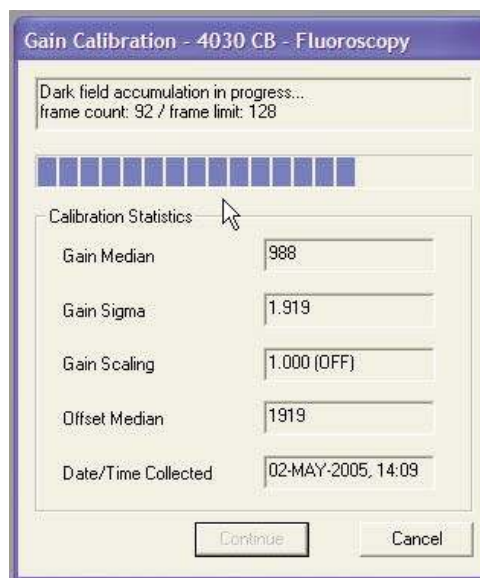 Gain Calibration - 4030 CB - Fluoroscopy
Dark field accumulation in progress...
frame count: 92 / frame limit: 128
Calibration Statistics
Gain Median 988
Gain Sigma 1.919
Gain Scaling 1.000 (OFF)
Offset Median 1919
Date/Time Collected 02-MAY-2005, 14:09
Continue Cancel